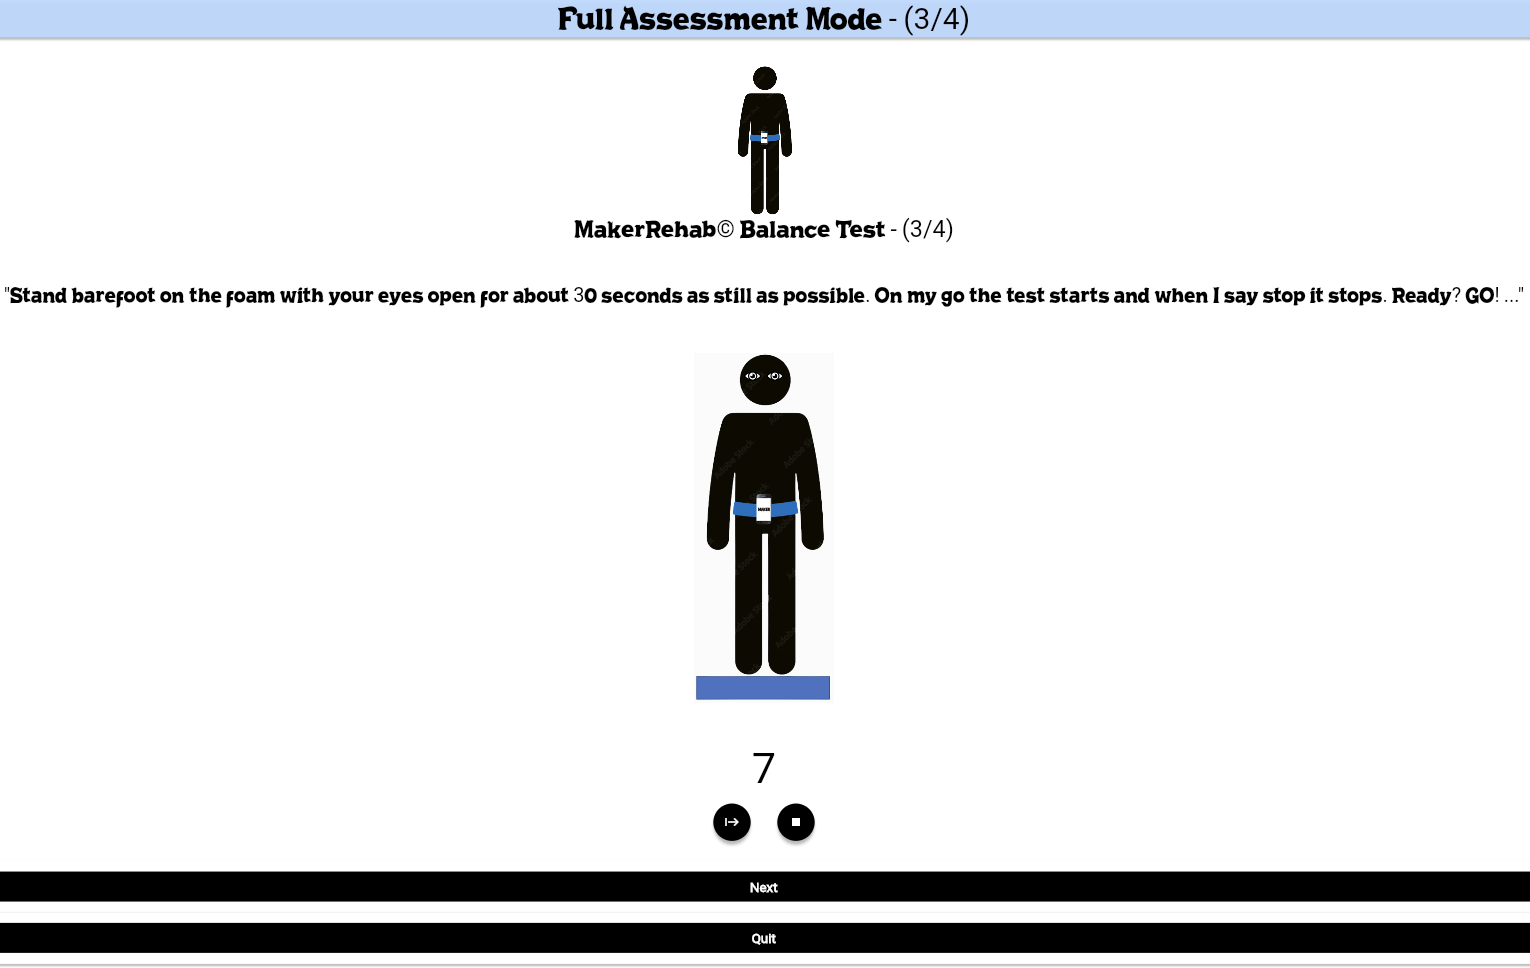 Full Assessment Mode - (3/4)
MakerRehab© Balance Test - (3/4)
"Stand barefoot on the foam with your eyes open for about 30 seconds as still as possible. On my go the test starts and when I say stop it stops. Ready? GO! ..."
MAKER
7
Next
Quit